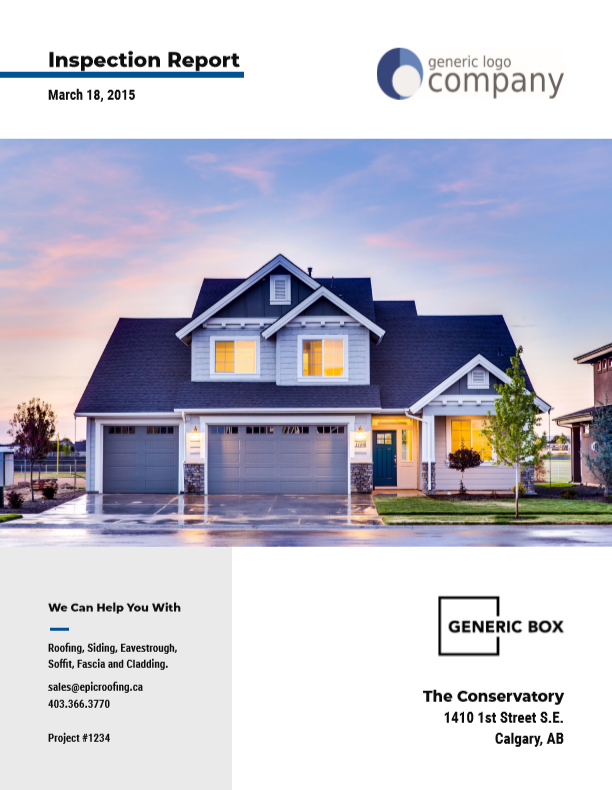 Inspection Report
March 18, 2015
generic logo
company
We Can Help You With
Roofing, Siding, Eavestrough,
Soffit, Fascia and Cladding.
sales@epicroofing.ca
403.366.3770
Project #1234
GENERIC BOX
The Conservatory
1410 1st Street S.E.
Calgary, AB